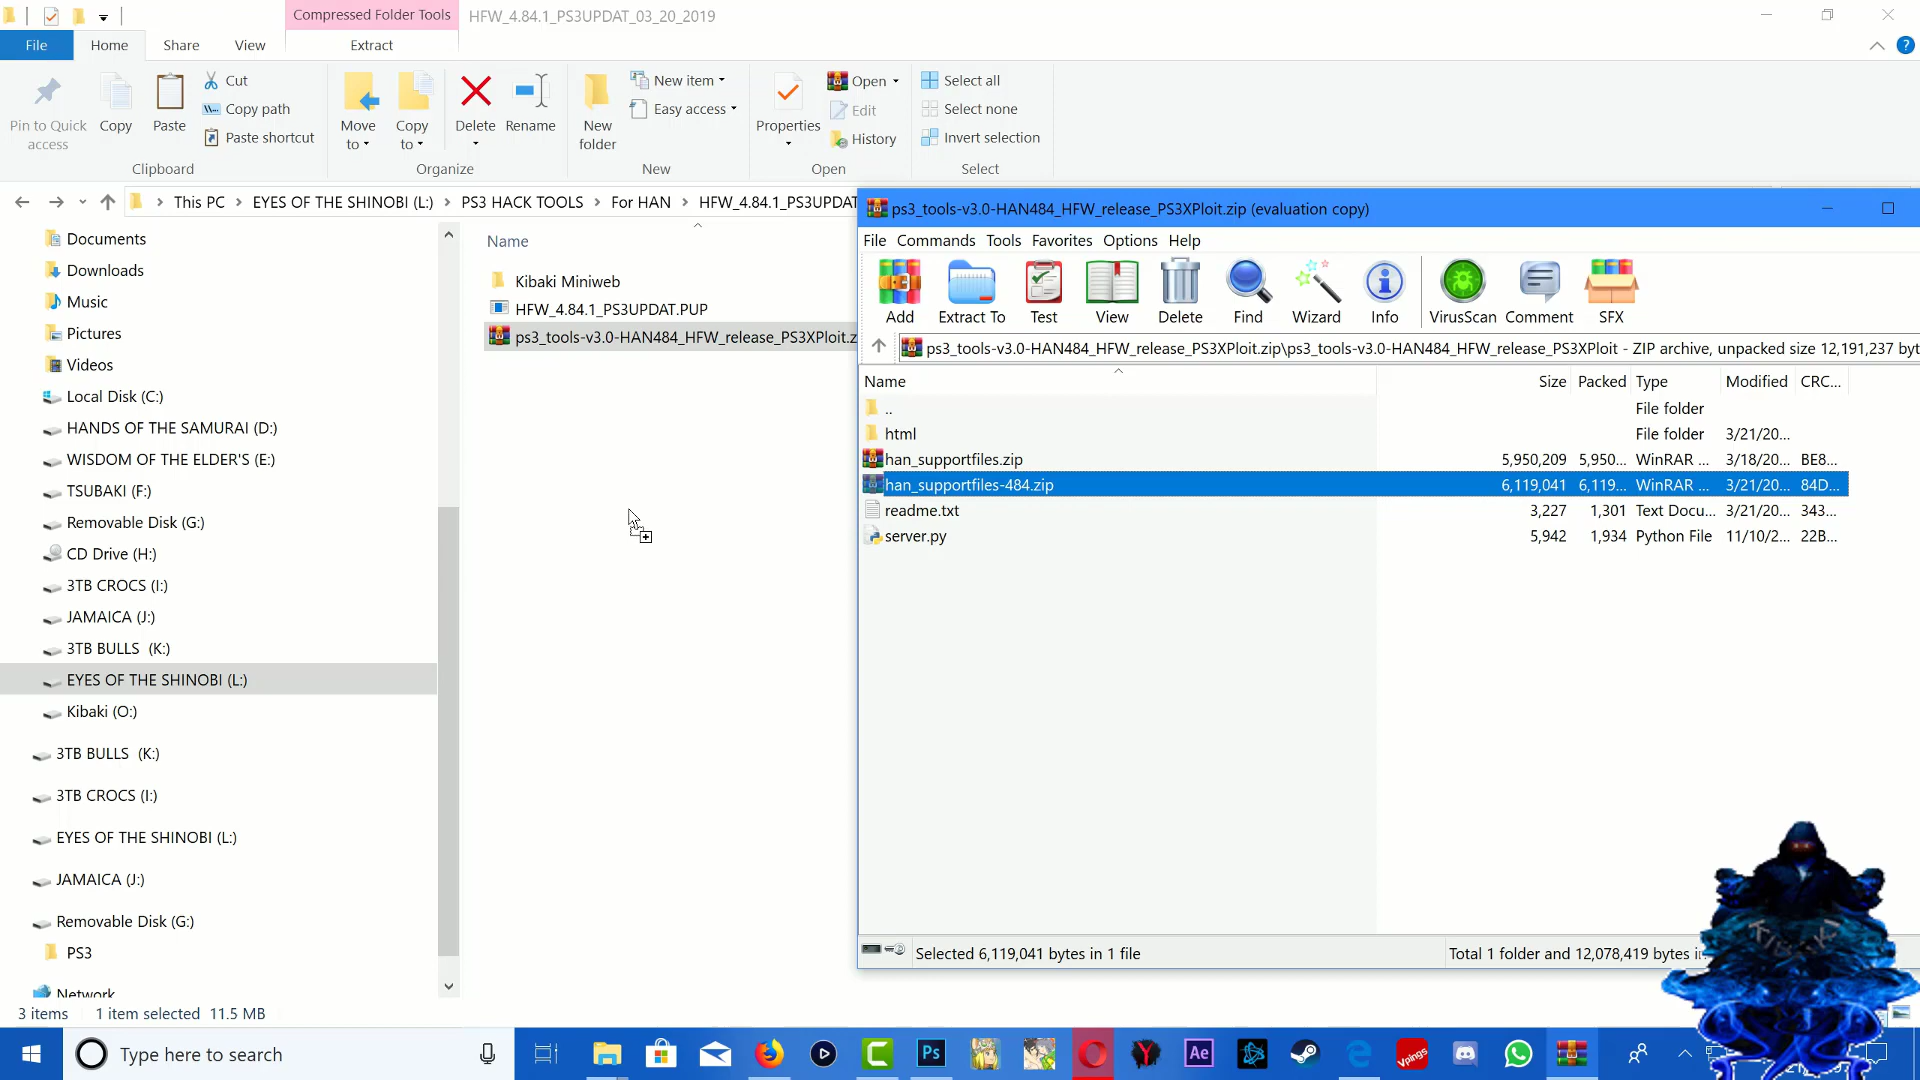 Compressed Folder Tools HFW_4.84.1_PS3UPDAT_03_20_2019
File Home Share View Extract
Pin to Quick access
Copy
Paste
Cut
Copy path
Paste shortcut
Clipboard
Move to
Copy to
Delete
Rename
Organize
New folder
New item
Easy access
New
Properties
Open
Edit
History
Open
Select all
Select none
Invert selection
Select
This PC EYES OF THE SHINOBI (L:) PS3 HACK TOOLS For HAN HFW_4.84.1_PS3UPDAT
Documents
Downloads
Music
Pictures
Videos
Local Disk (C:)
HANDS OF THE SAMURAI (D:)
WISDOM OF THE ELDER'S (E:)
TSUBAKI (F:)
Removable Disk (G:)
CD Drive (H:)
3TB CROCS (I:)
JAMAICA (J:)
3TB BULLS (K:)
EYES OF THE SHINOBI (L:)
Kibaki (O:)
3TB BULLS (K:)
3TB CROCS (I:)
EYES OF THE SHINOBI (L:)
JAMAICA (J:)
Removable Disk (G:)
PS3
Network
3 items 1 item selected 11.5 MB
Name
Kibaki Miniweb
HFW_4.84.1_PS3UPDAT.PUP
ps3_tools-v3.0-HAN484_HFW_release_PS3XPloit.z
ps3_tools-v3.0-HAN484_HFW_release_PS3XPloit.zip (evaluation copy)
File Commands Tools Favorites Options Help
Add Extract To Test View Delete Find Wizard Info VirusScan Comment SFX
ps3_tools-v3.0-HAN484_HFW_release_PS3XPloit.zip\ps3_tools-v3.0-HAN484_HFW_release_PS3XPloit - ZIP archive, unpacked size 12,191,237 byt
Name Size Packed Type Modified CRC...
.. File folder
html File folder 3/21/20...
han_supportfiles.zip 5,950,209 5,950... WinRAR ... 3/18/20... BE8...
han_supportfiles-484.zip 6,119,041 6,119... WinRAR ... 3/21/20... 84D...
readme.txt 3,227 1,301 Text Docu... 3/21/20... 343...
server.py 5,942 1,934 Python File 11/10/2... 22B...
Selected 6,119,041 bytes in 1 file Total 1 folder and 12,078,419 bytes i
KIBAKI
Type here to search
Ps
Ae
Vpings